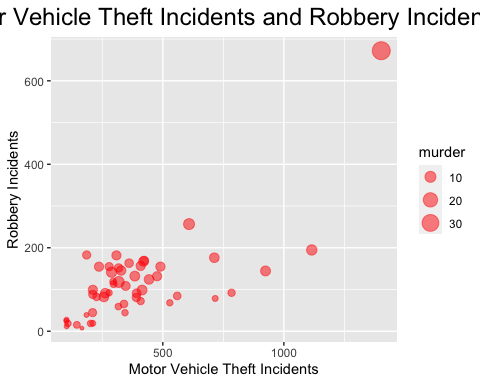 r Vehicle Theft Incidents and Robbery Inciden
600
400
200
0
Robbery Incidents
500 1000
Motor Vehicle Theft Incidents
murder
10
20
30